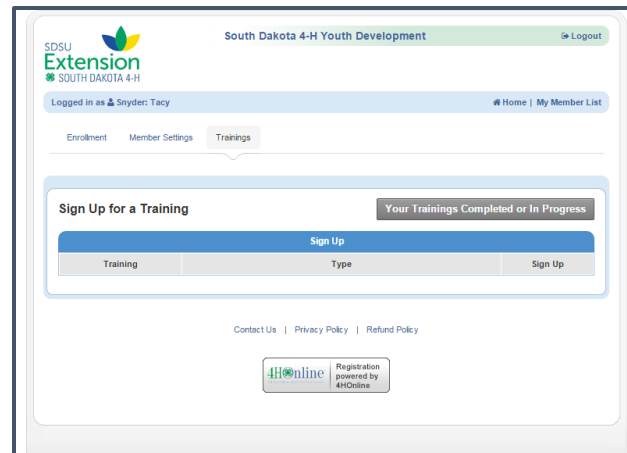 SDSU
Extension
SOUTH DAKOTA 4-H
South Dakota 4-H Youth Development
Logout
Logged in as Snyder: Tacy
Home | My Member List
Enrollment Member Settings Trainings
Sign Up for a Training
Your Trainings Completed or In Progress
Sign Up
Training Type Sign Up
Contact Us | Privacy Policy | Refund Policy
4HOnline
Registration
powered by
4HOnline